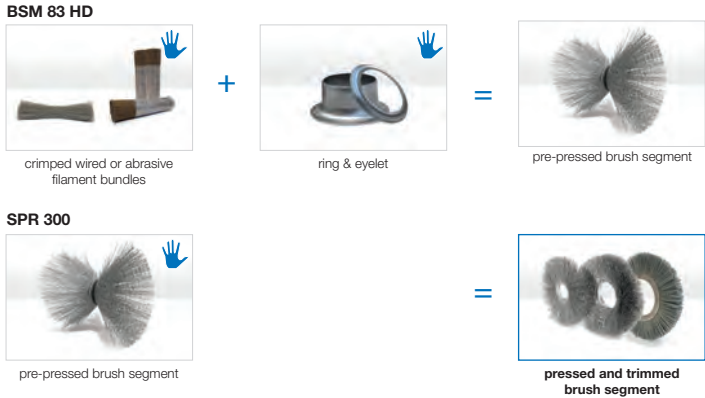 BSM 83 HD
+
=
crimped wired or abrasive
filament bundles
ring & eyelet
pre-pressed brush segment
SPR 300
=
pre-pressed brush segment
pressed and trimmed
brush segment